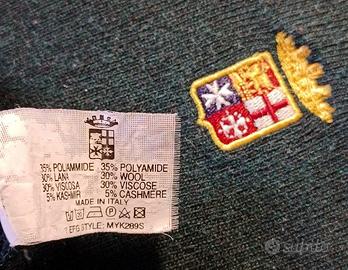 35% POLIAMMIDE 35% POLYAMIDE
30% LANA 30% WOOL
30% VISCOSA 30% VISCOSE
5% KASHMIR 5% CASHMERE
MADE IN ITALY
STYLE: MYK289S
subito